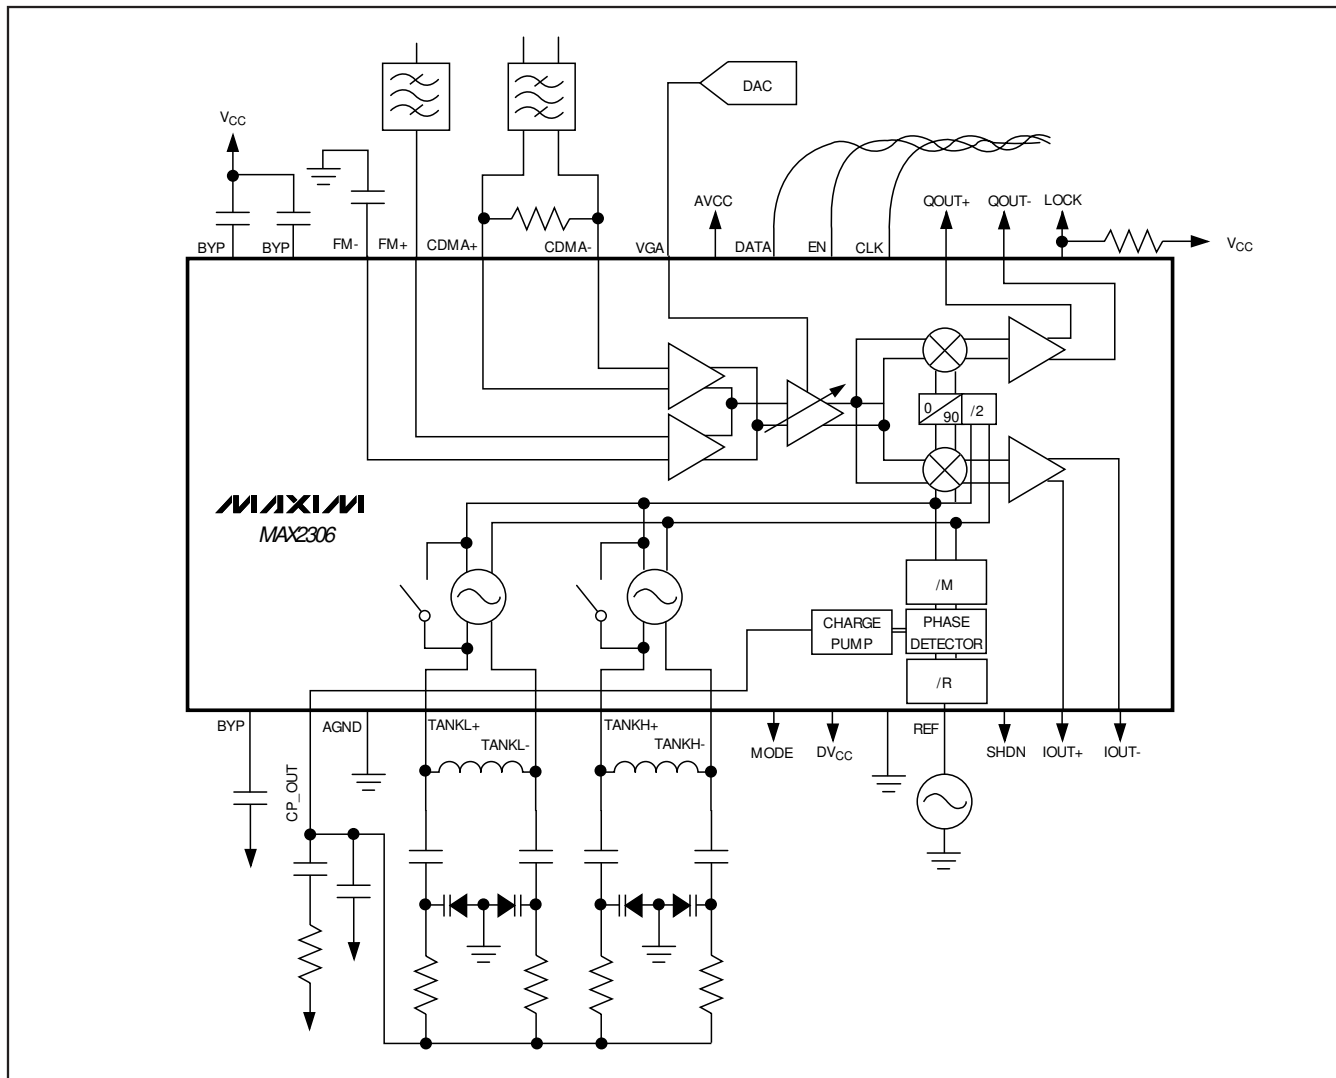 DAC
VCC
AVCC
QOUT+
QOUT-
LOCK
BYP
BYP
FM-
FM+
CDMA+
CDMA-
VGA
DATA
EN
CLK
VCC
0
90
/2
MAXIM
MAX2306
/M
CHARGE
PUMP
PHASE
DETECTOR
/R
BYP
AGND
TANKL+
TANKL-
TANKH+
TANKH-
MODE
DVCC
REF
SHDN
IOUT+
IOUT-
CP_OUT